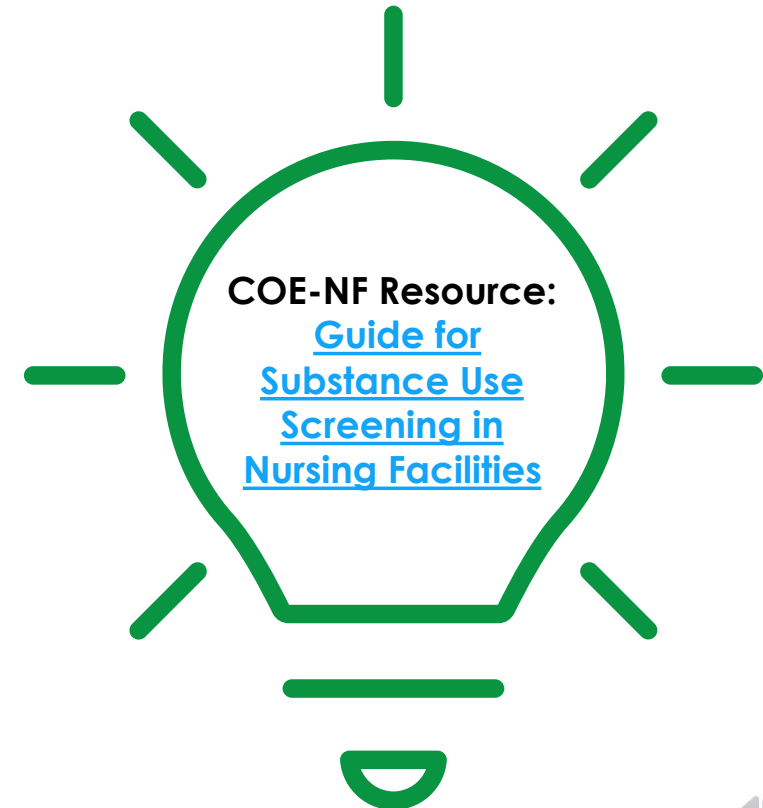 COE-NF Resource:
Guide for
Substance Use
Screening in
Nursing Facilities